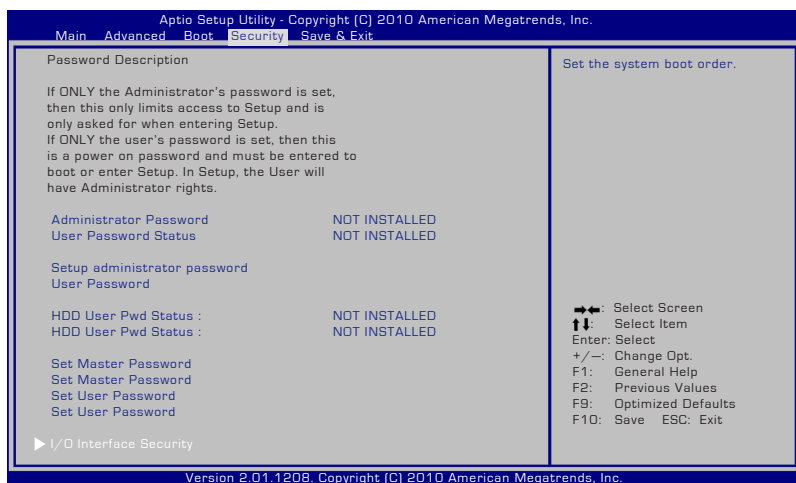 Aptio Setup Utility - Copyright (C) 2010 American Megatrends, Inc.
Main Advanced Boot Security Save & Exit
Password Description
If ONLY the Administrator's password is set,
then this only limits access to Setup and is
only asked for when entering Setup.
If ONLY the user's password is set, then this
is a power on password and must be entered to
boot or enter Setup. In Setup, the User will
have Administrator rights.
Administrator Password NOT INSTALLED
User Password Status NOT INSTALLED
Setup administrator password
User Password
HDD User Pwd Status : NOT INSTALLED
HDD User Pwd Status : NOT INSTALLED
Set Master Password
Set Master Password
Set User Password
Set User Password
I/O Interface Security
Set the system boot order.
→←: Select Screen
↑↓: Select Item
Enter: Select
+/—: Change Opt.
F1: General Help
F2: Previous Values
F9: Optimized Defaults
F10: Save ESC: Exit
Version 2.01.1208. Copyright (C) 2010 American Megatrends, Inc.